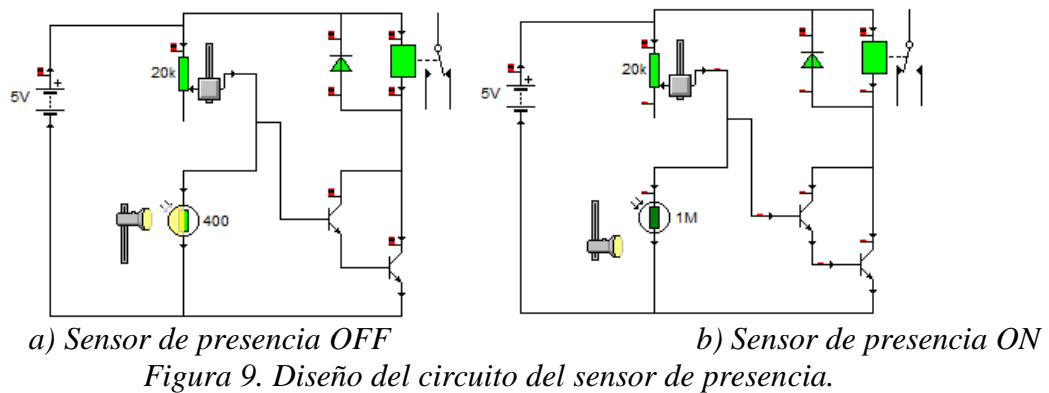 20k
5V
+
400
20k
5V
+
1M
a) Sensor de presencia OFF
b) Sensor de presencia ON
Figura 9. Diseño del circuito del sensor de presencia.